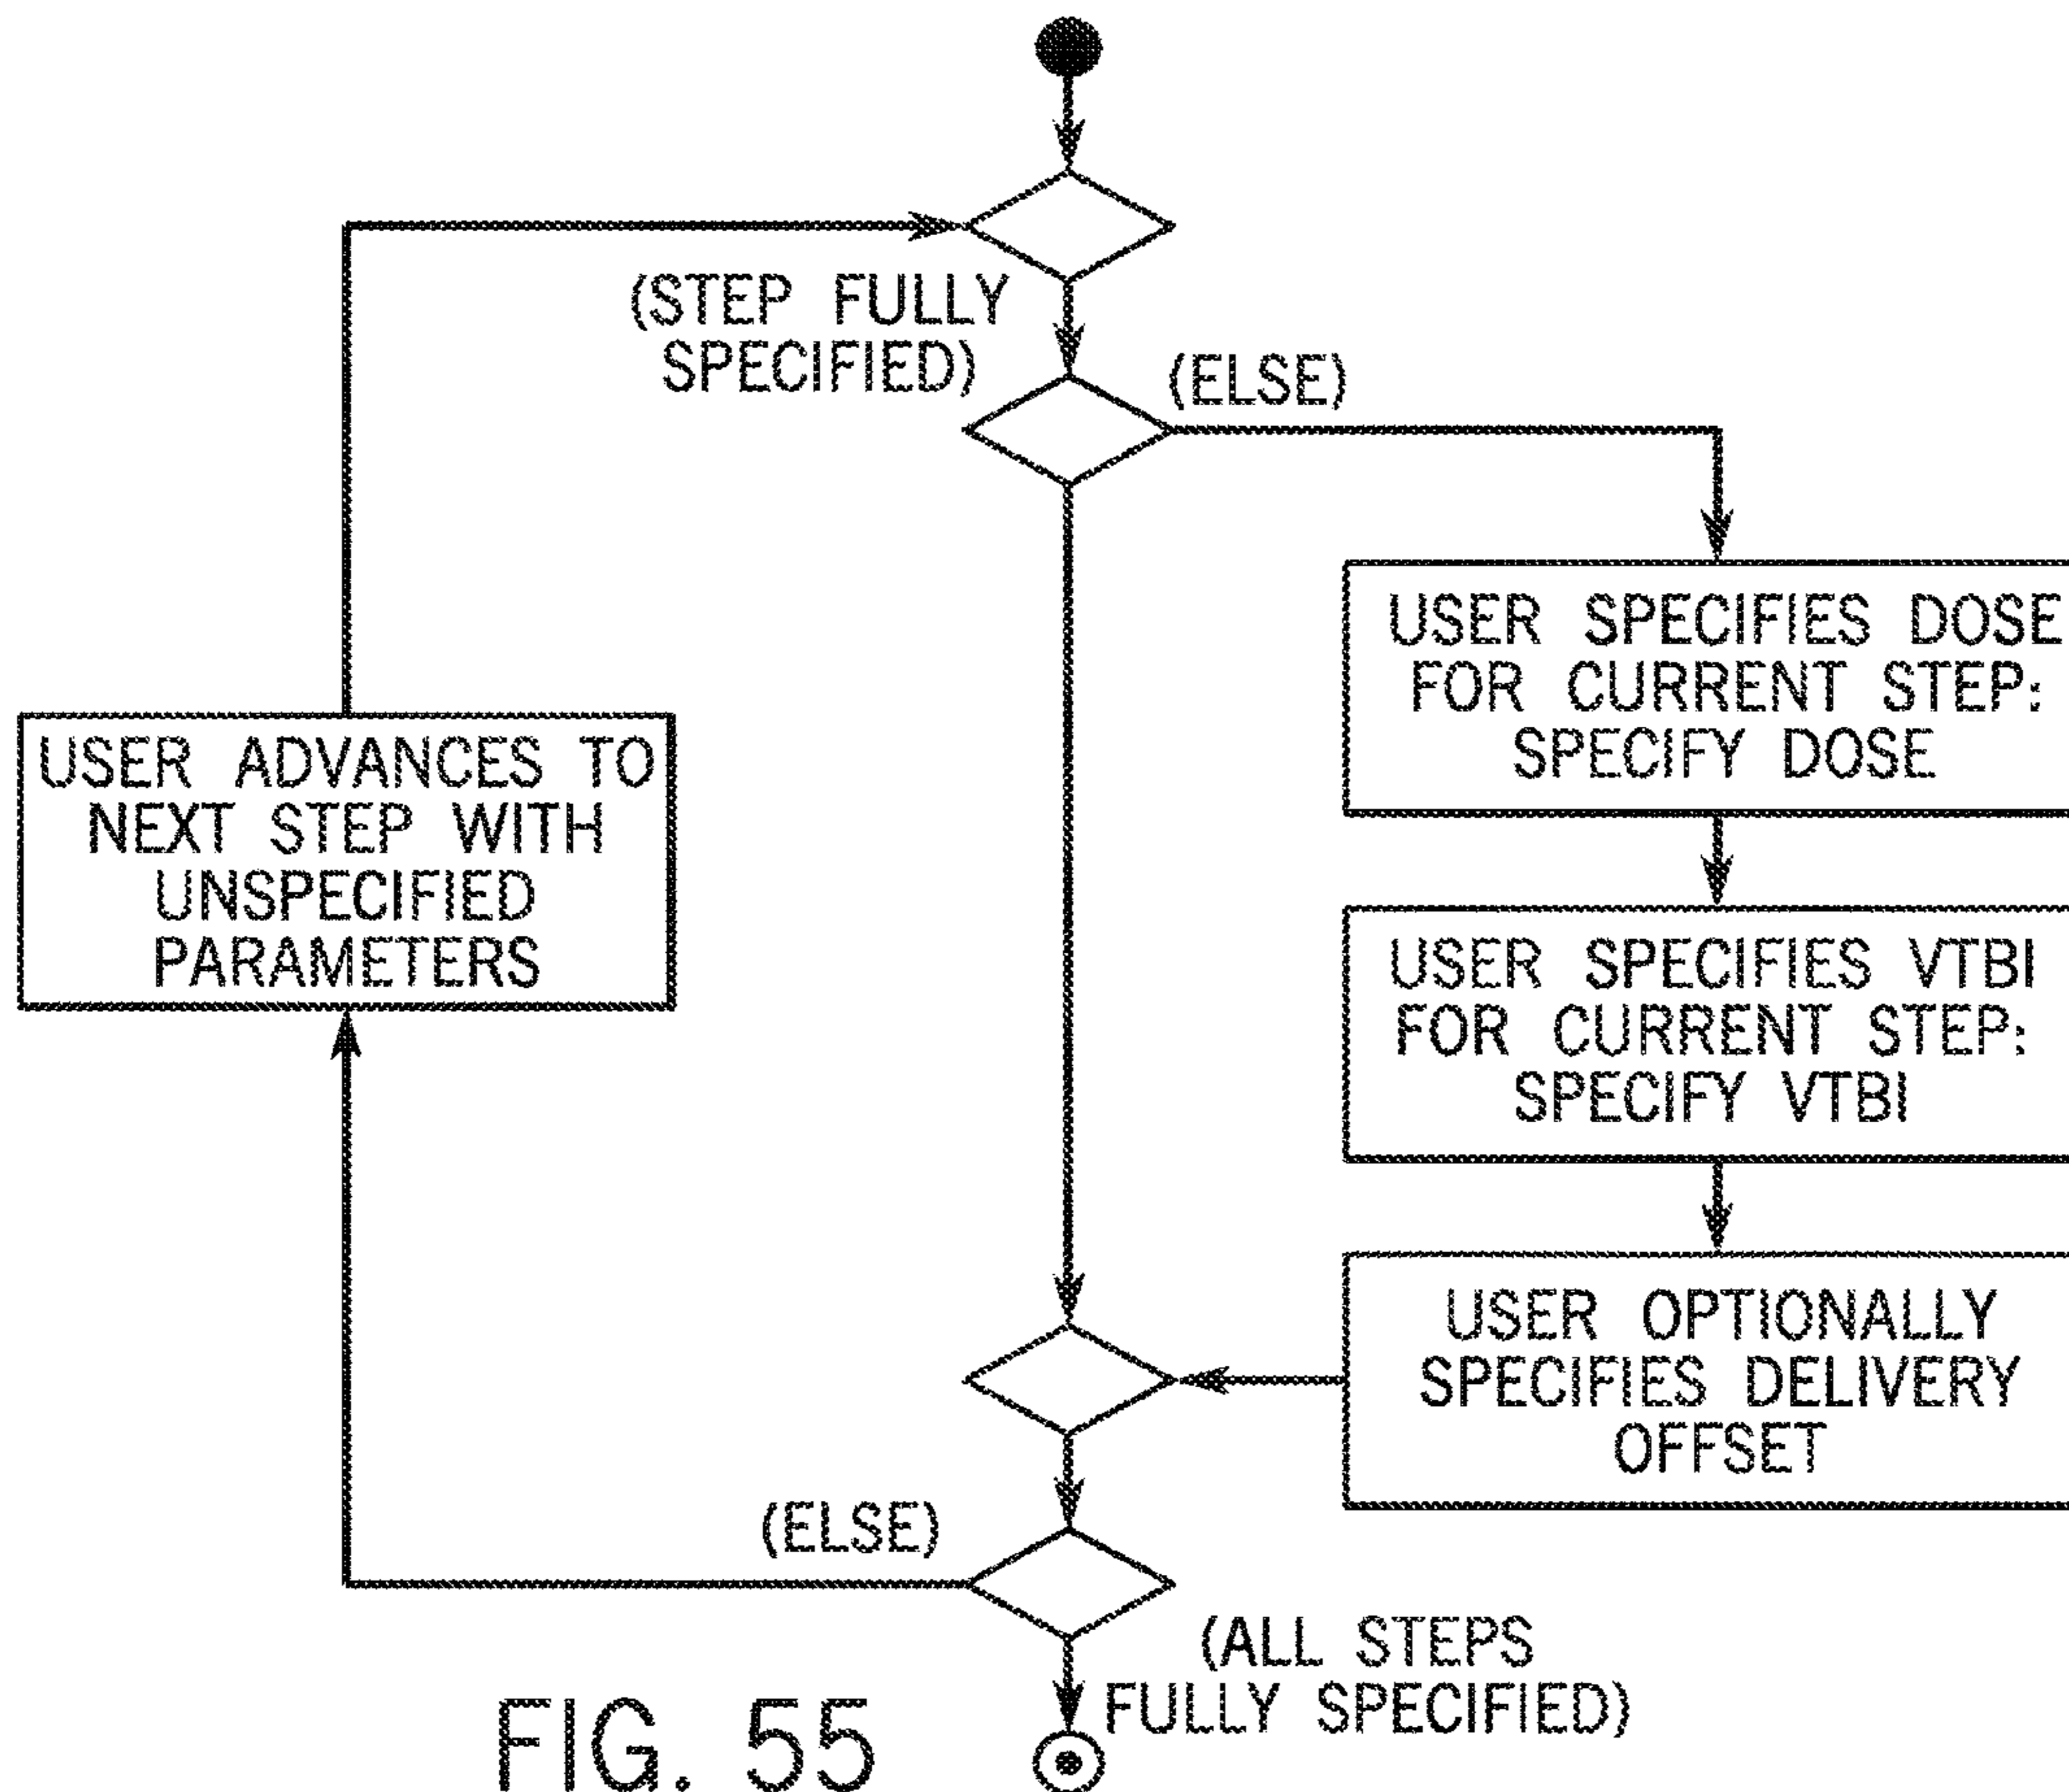 (STEP FULLY
SPECIFIED)
(ELSE)
USER SPECIFIES DOSE
FOR CURRENT STEP:
SPECIFY DOSE
USER ADVANCES TO
NEXT STEP WITH
UNSPECIFIED
PARAMETERS
USER SPECIFIES VTBI
FOR CURRENT STEP:
SPECIFY VTBI
USER OPTIONALLY
SPECIFIES DELIVERY
OFFSET
(ELSE)
(ALL STEPS
FULLY SPECIFIED)
FIG. 55